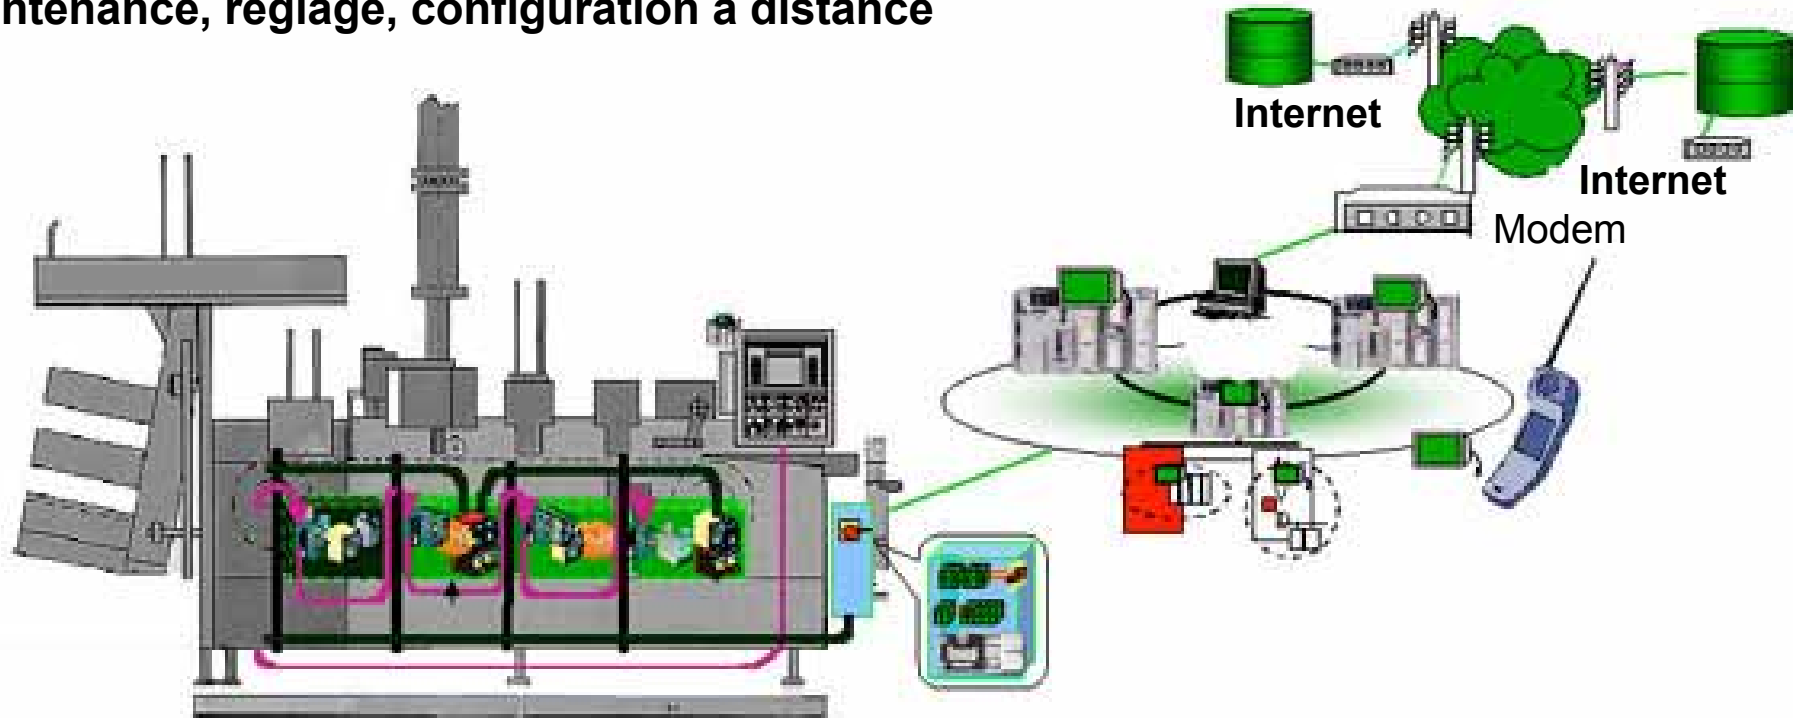 ntenance, réglage, configuration à distance
Internet
Internet
Modem